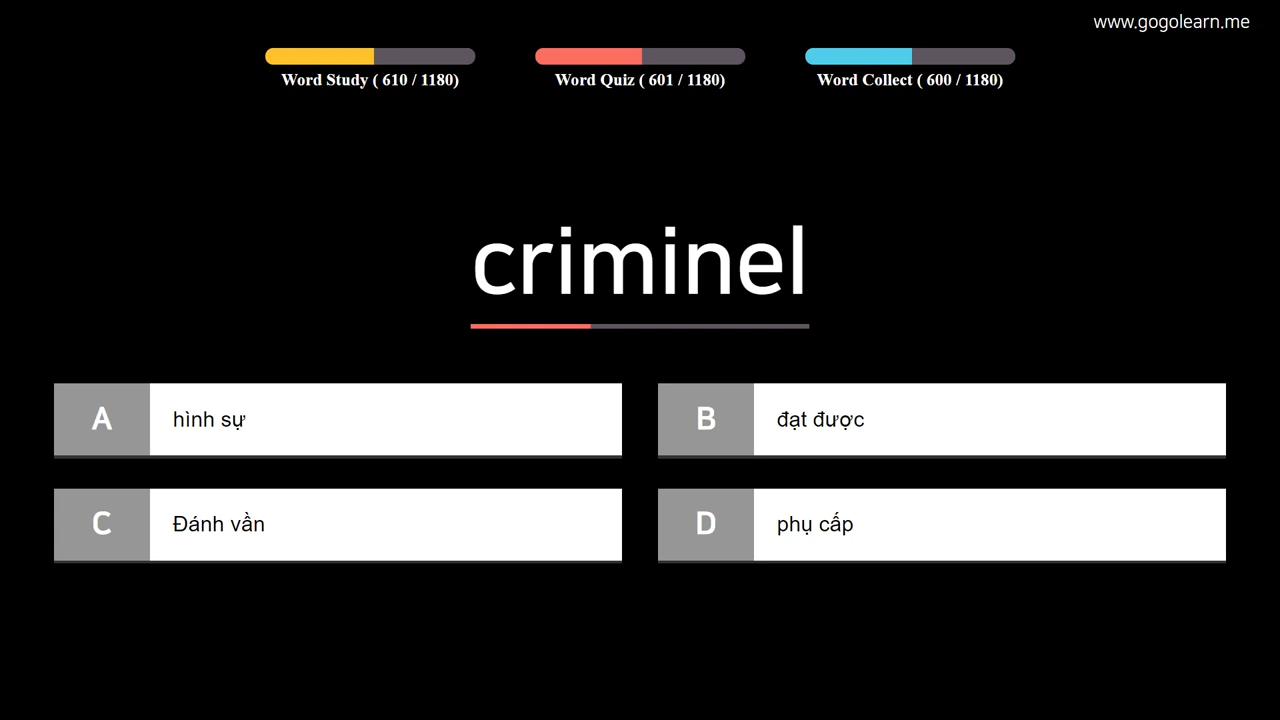 www.gogolearn.me
Word Study ( 610 / 1180)
Word Quiz ( 601 / 1180)
Word Collect ( 600 / 1180)
criminel
A hình sự
B đạt được
C Đánh vần
D phụ cấp